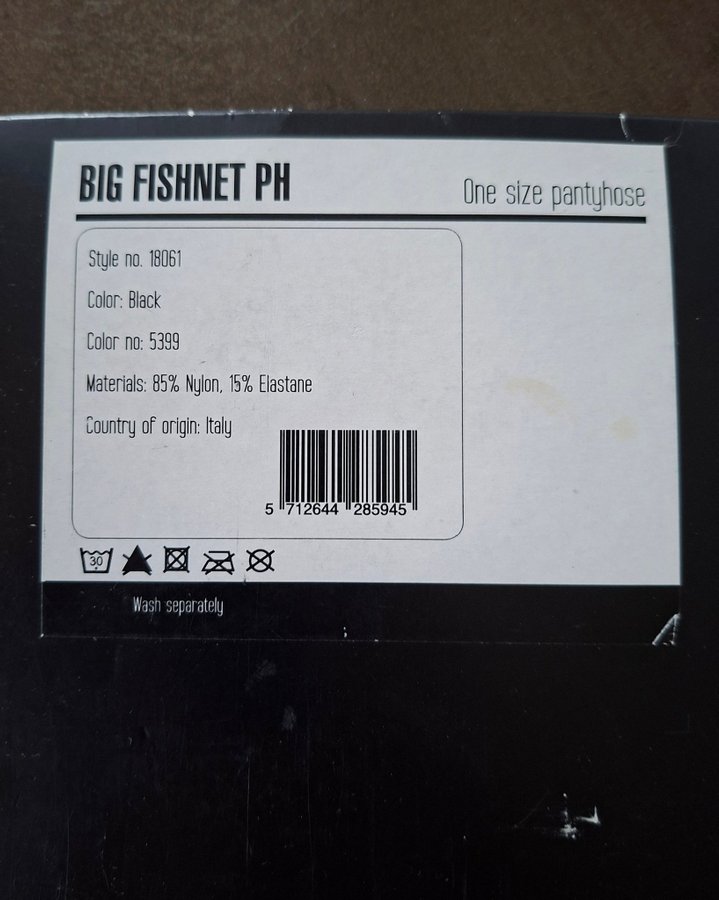 BIG FISHNET PH
One size pantyhose
Style no. 18061
Color: Black
Color no: 5399
Materials: 85% Nylon, 15% Elastane
Country of origin: Italy
5 712644 285945
30
Wash separately